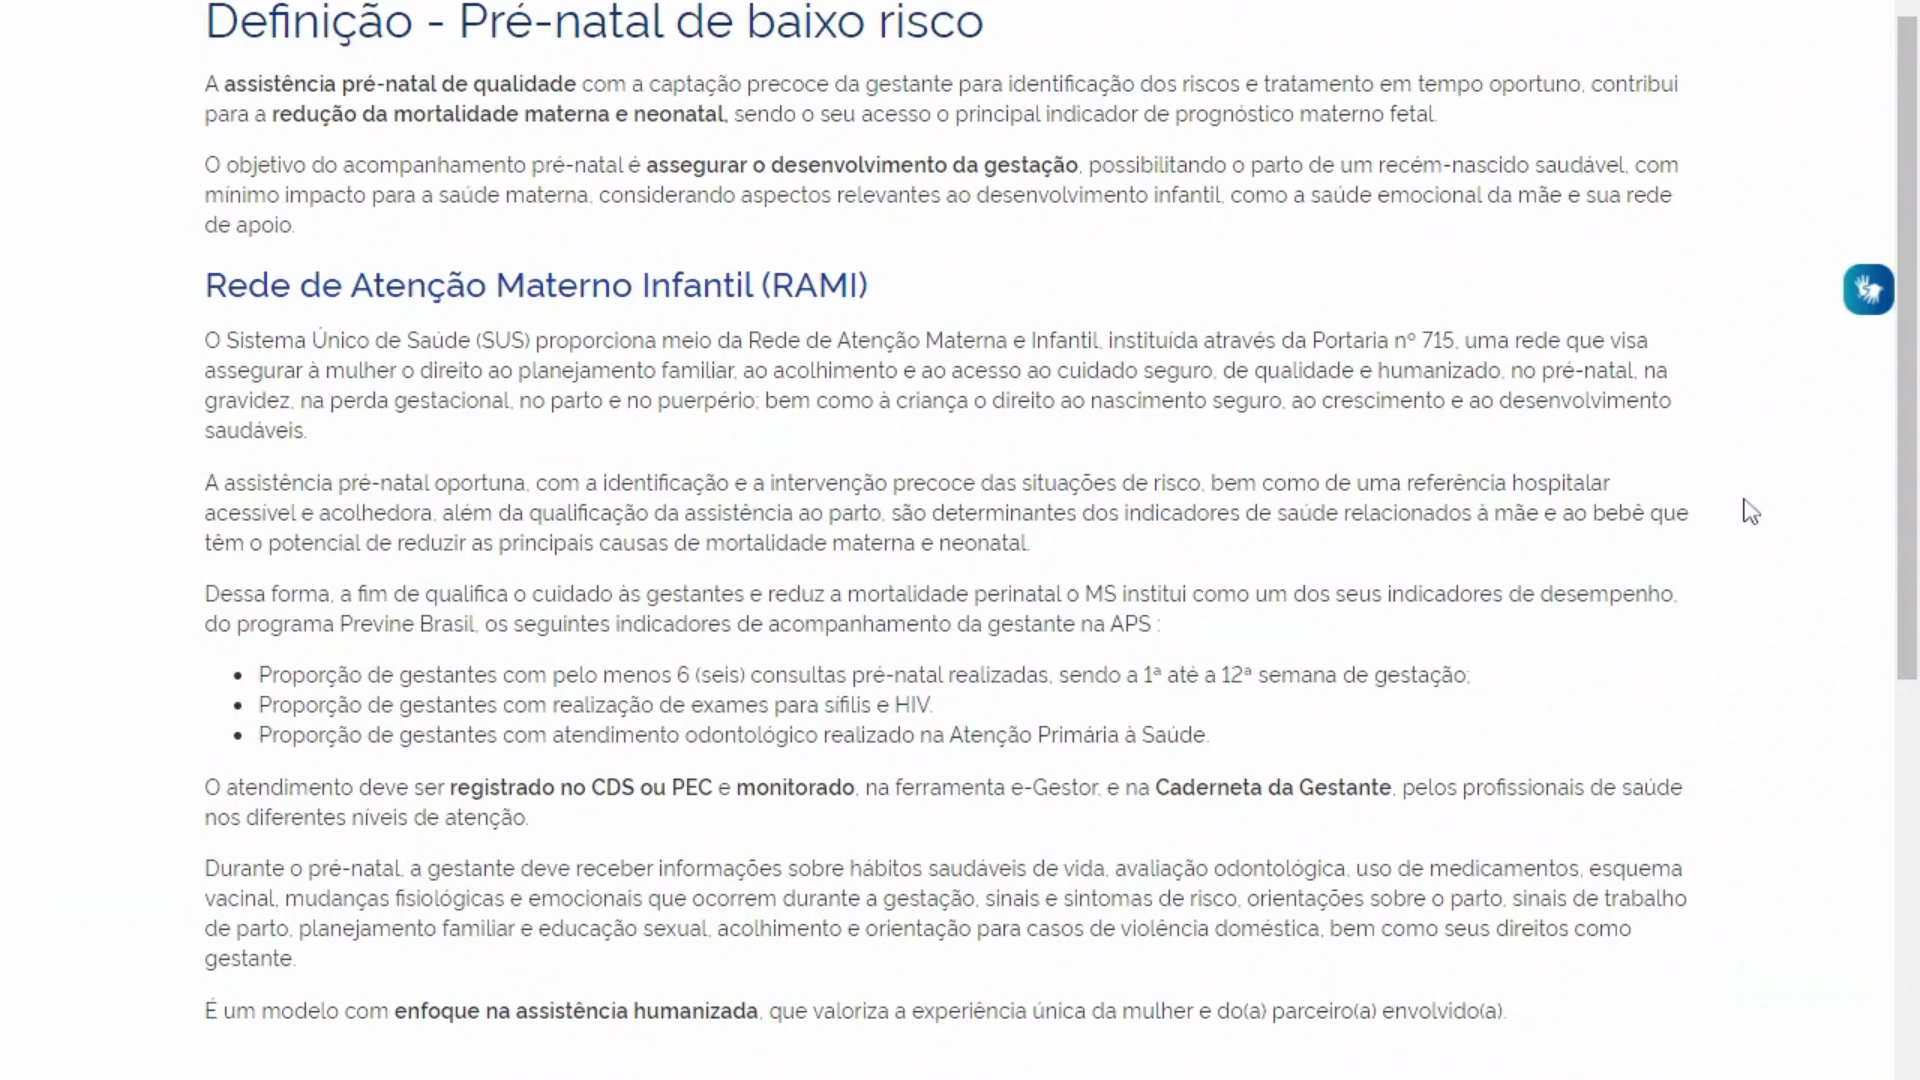 Definição - Pré-natal de baixo risco
A assistência pré-natal de qualidade com a captação precoce da gestante para identificação dos riscos e tratamento em tempo oportuno, contribui
para a redução da mortalidade materna e neonatal, sendo o seu acesso o principal indicador de prognóstico materno fetal.
O objetivo do acompanhamento pré-natal é assegurar o desenvolvimento da gestação, possibilitando o parto de um recém-nascido saudável, com
mínimo impacto para a saúde materna, considerando aspectos relevantes ao desenvolvimento infantil, como a saúde emocional da mãe e sua rede
de apoio.
Rede de Atenção Materno Infantil (RAMI)
O Sistema Único de Saúde (SUS) proporciona meio da Rede de Atenção Materna e Infantil, instituída através da Portaria nº 715, uma rede que visa
assegurar à mulher o direito ao planejamento familiar, ao acolhimento e ao acesso ao cuidado seguro, de qualidade e humanizado, no pré-natal, na
gravidez, na perda gestacional, no parto e no puerpério; bem como à criança o direito ao nascimento seguro, ao crescimento e ao desenvolvimento
saudáveis.
A assistência pré-natal oportuna, com a identificação e a intervenção precoce das situações de risco, bem como de uma referência hospitalar
acessível e acolhedora, além da qualificação da assistência ao parto, são determinantes dos indicadores de saúde relacionados à mãe e ao bebê que
têm o potencial de reduzir as principais causas de mortalidade materna e neonatal.
Dessa forma, a fim de qualifica o cuidado às gestantes e reduz a mortalidade perinatal o MS institui como um dos seus indicadores de desempenho,
do programa Previne Brasil, os seguintes indicadores de acompanhamento da gestante na APS :
• Proporção de gestantes com pelo menos 6 (seis) consultas pré-natal realizadas, sendo a 1ª até a 12ª semana de gestação;
• Proporção de gestantes com realização de exames para sífilis e HIV.
• Proporção de gestantes com atendimento odontológico realizado na Atenção Primária à Saúde.
O atendimento deve ser registrado no CDS ou PEC e monitorado, na ferramenta e-Gestor, e na Caderneta da Gestante, pelos profissionais de saúde
nos diferentes níveis de atenção.
Durante o pré-natal, a gestante deve receber informações sobre hábitos saudáveis de vida, avaliação odontológica, uso de medicamentos, esquema
vacinal, mudanças fisiológicas e emocionais que ocorrem durante a gestação, sinais e sintomas de risco, orientações sobre o parto, sinais de trabalho
de parto, planejamento familiar e educação sexual, acolhimento e orientação para casos de violência doméstica, bem como seus direitos como
gestante.
É um modelo com enfoque na assistência humanizada, que valoriza a experiência única da mulher e do(a) parceiro(a) envolvido(a).